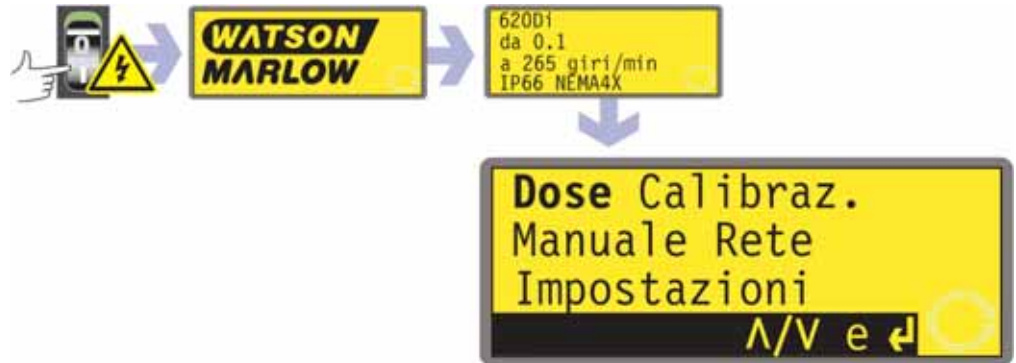 WATSON
MARLOW
620Di
da 0.1
a 265 giri/min
IP66 NEMA4X
Dose Calibraz.
Manuale Rete
Impostazioni
Λ/V e ↲